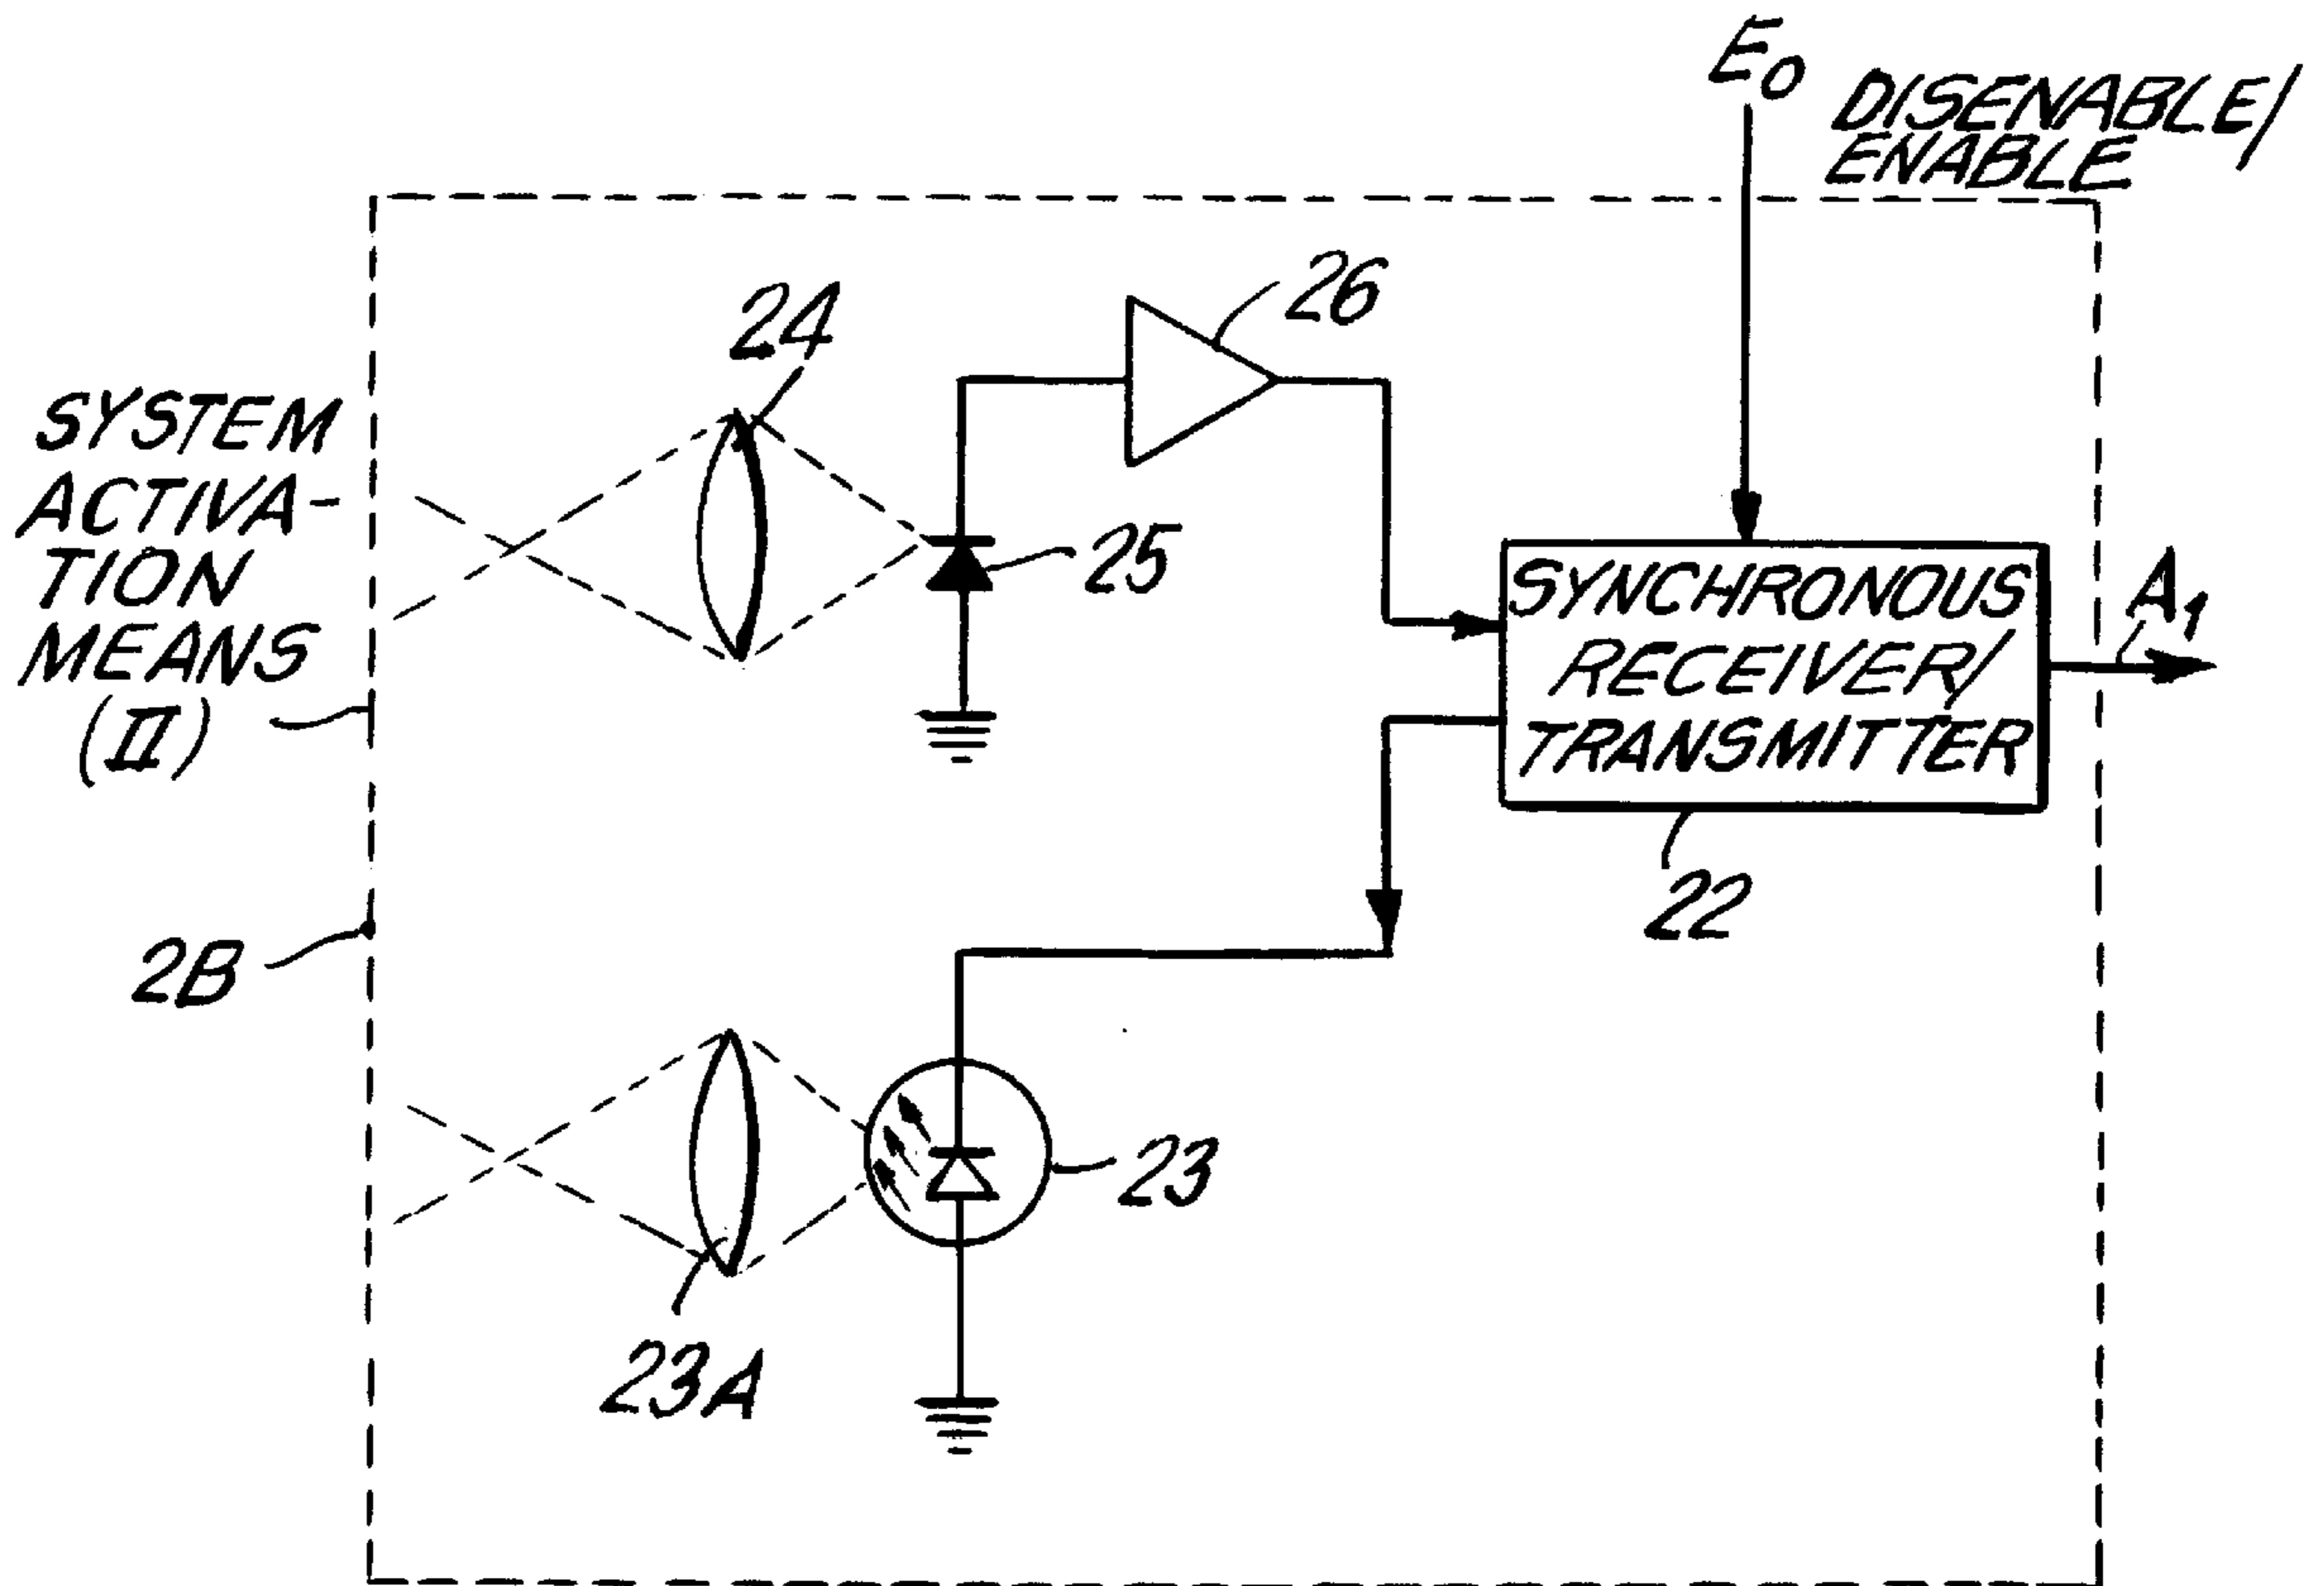 E0
DISENABLE/
ENABLE
24
26
SYSTEM
ACTIVA-
TION
MEANS
(II)
25
SYNCHRONOUS
RECEIVER/
TRANSMITTER
A1
22
2B
23
23A